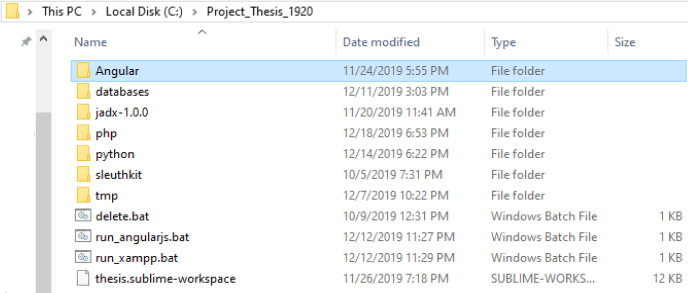 This PC > Local Disk (C:) > Project_Thesis_1920
Name Date modified Type Size
Angular 11/24/2019 5:55 PM File folder
databases 12/11/2019 3:03 PM File folder
jadx-1.0.0 11/20/2019 11:41 AM File folder
php 12/18/2019 6:53 PM File folder
python 12/14/2019 6:22 PM File folder
sleuthkit 10/5/2019 7:31 PM File folder
tmp 12/7/2019 10:22 PM File folder
delete.bat 10/9/2019 12:31 PM Windows Batch File 1 KB
run_angularjs.bat 12/12/2019 11:27 PM Windows Batch File 1 KB
run_xampp.bat 12/12/2019 11:29 PM Windows Batch File 1 KB
thesis.sublime-workspace 11/26/2019 7:18 PM SUBLIME-WORKS... 12 KB